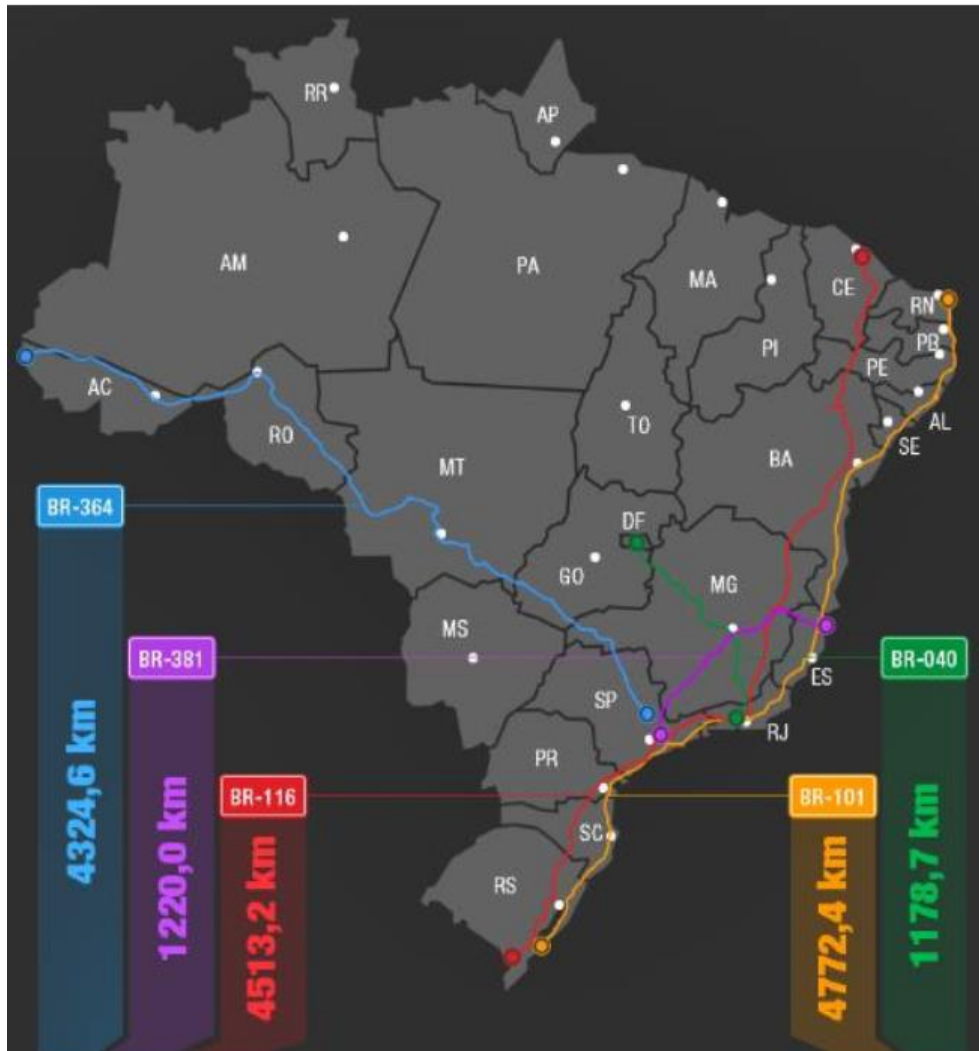 RR
AP
AM
PA
MA
CE
RN
PB
PI
PE
AC
AL
TO
SE
RO
BA
MT
BR-364
DF
GO
MG
MS
BR-381
BR-040
ES
SP
RJ
PR
BR-116
BR-101
SC
RS
4324,6 km
1220,0 km
4513,2 km
4772,4 km
1178,7 km